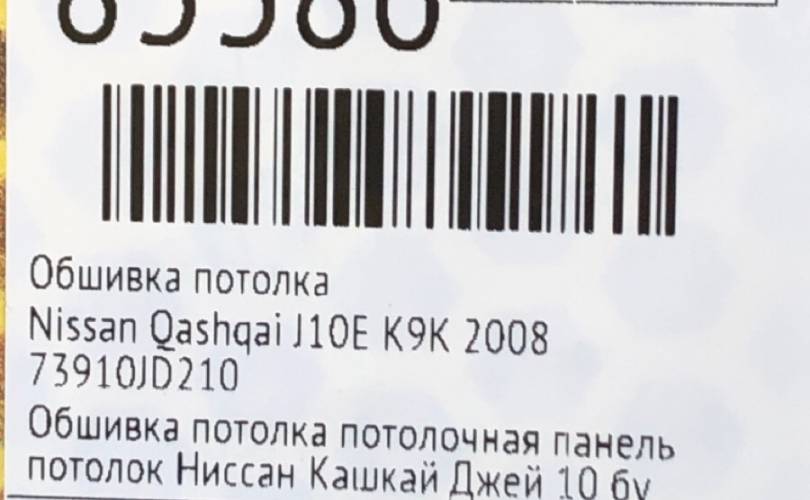 Обшивка потолка
Nissan Qashqai J10E K9K 2008
73910JD210
Обшивка потолка потолочная панель
потолок Ниссан Кашкай Джей 10 бу